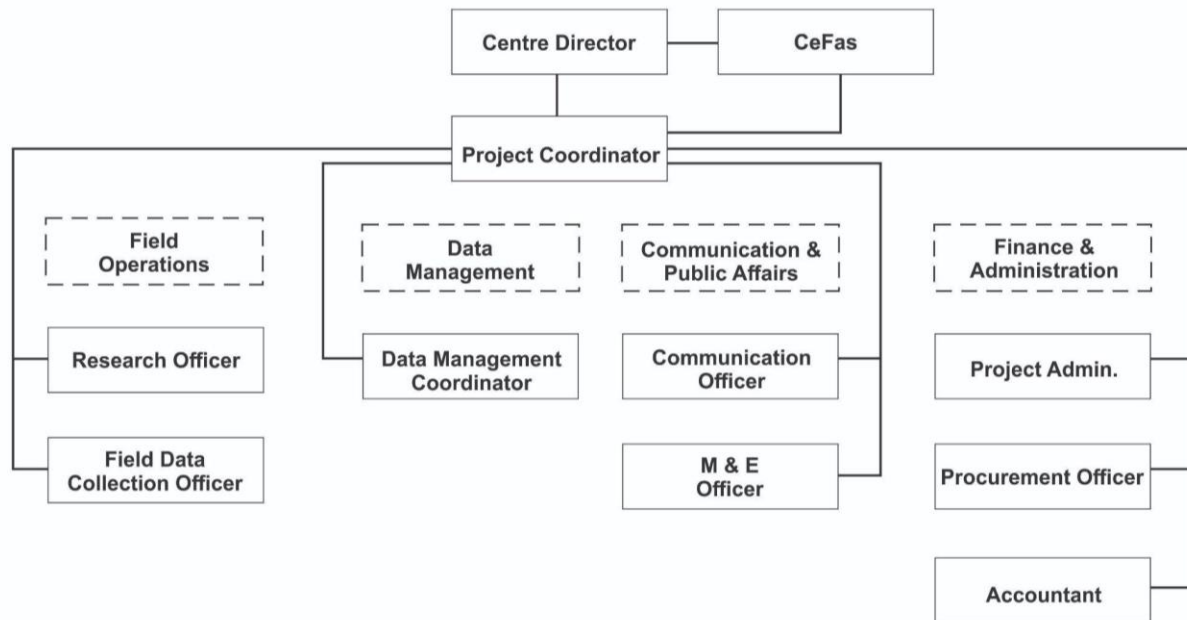 Centre Director
CeFas
Project Coordinator
Field
Operations
Data
Management
Communication &
Public Affairs
Finance &
Administration
Research Officer
Data Management
Coordinator
Communication
Officer
Project Admin.
Field Data
Collection Officer
M & E
Officer
Procurement Officer
Accountant